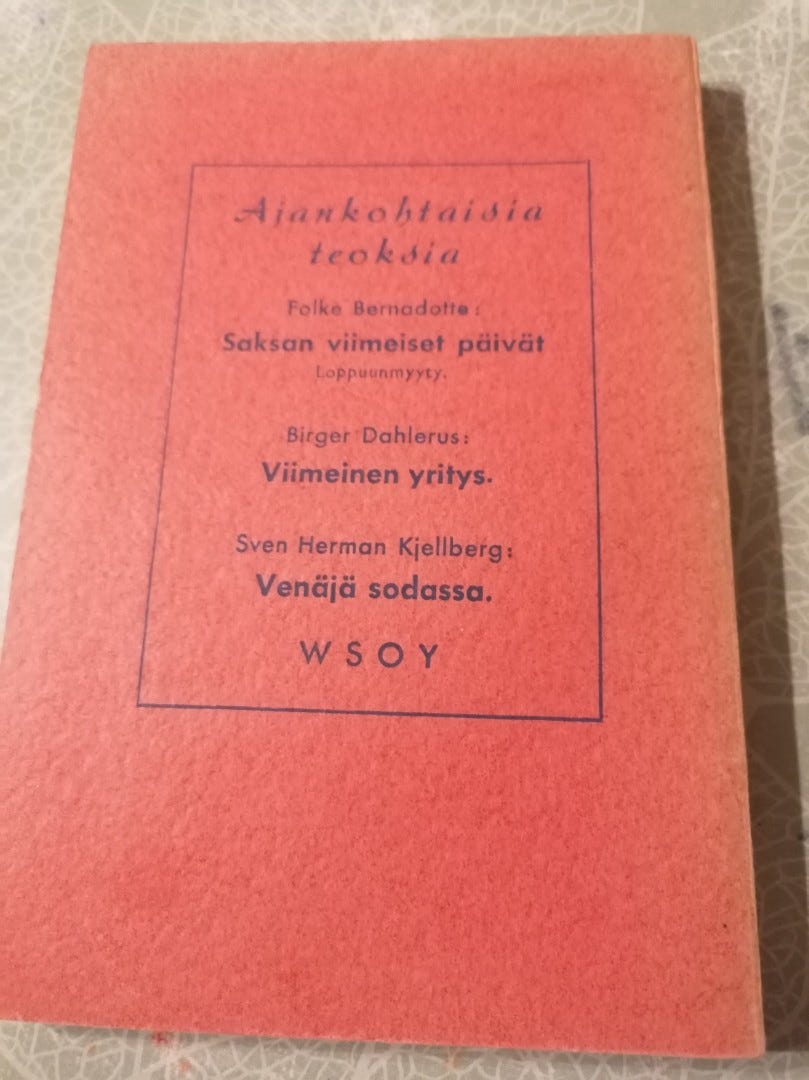 Ajankohtaisia
teoksia
Folke Bernadotte:
Saksan viimeiset päivät
Loppuunmyyty.
Birger Dahlerus:
Viimeinen yritys.
Sven Herman Kjellberg:
Venäjä sodassa.
WSOY